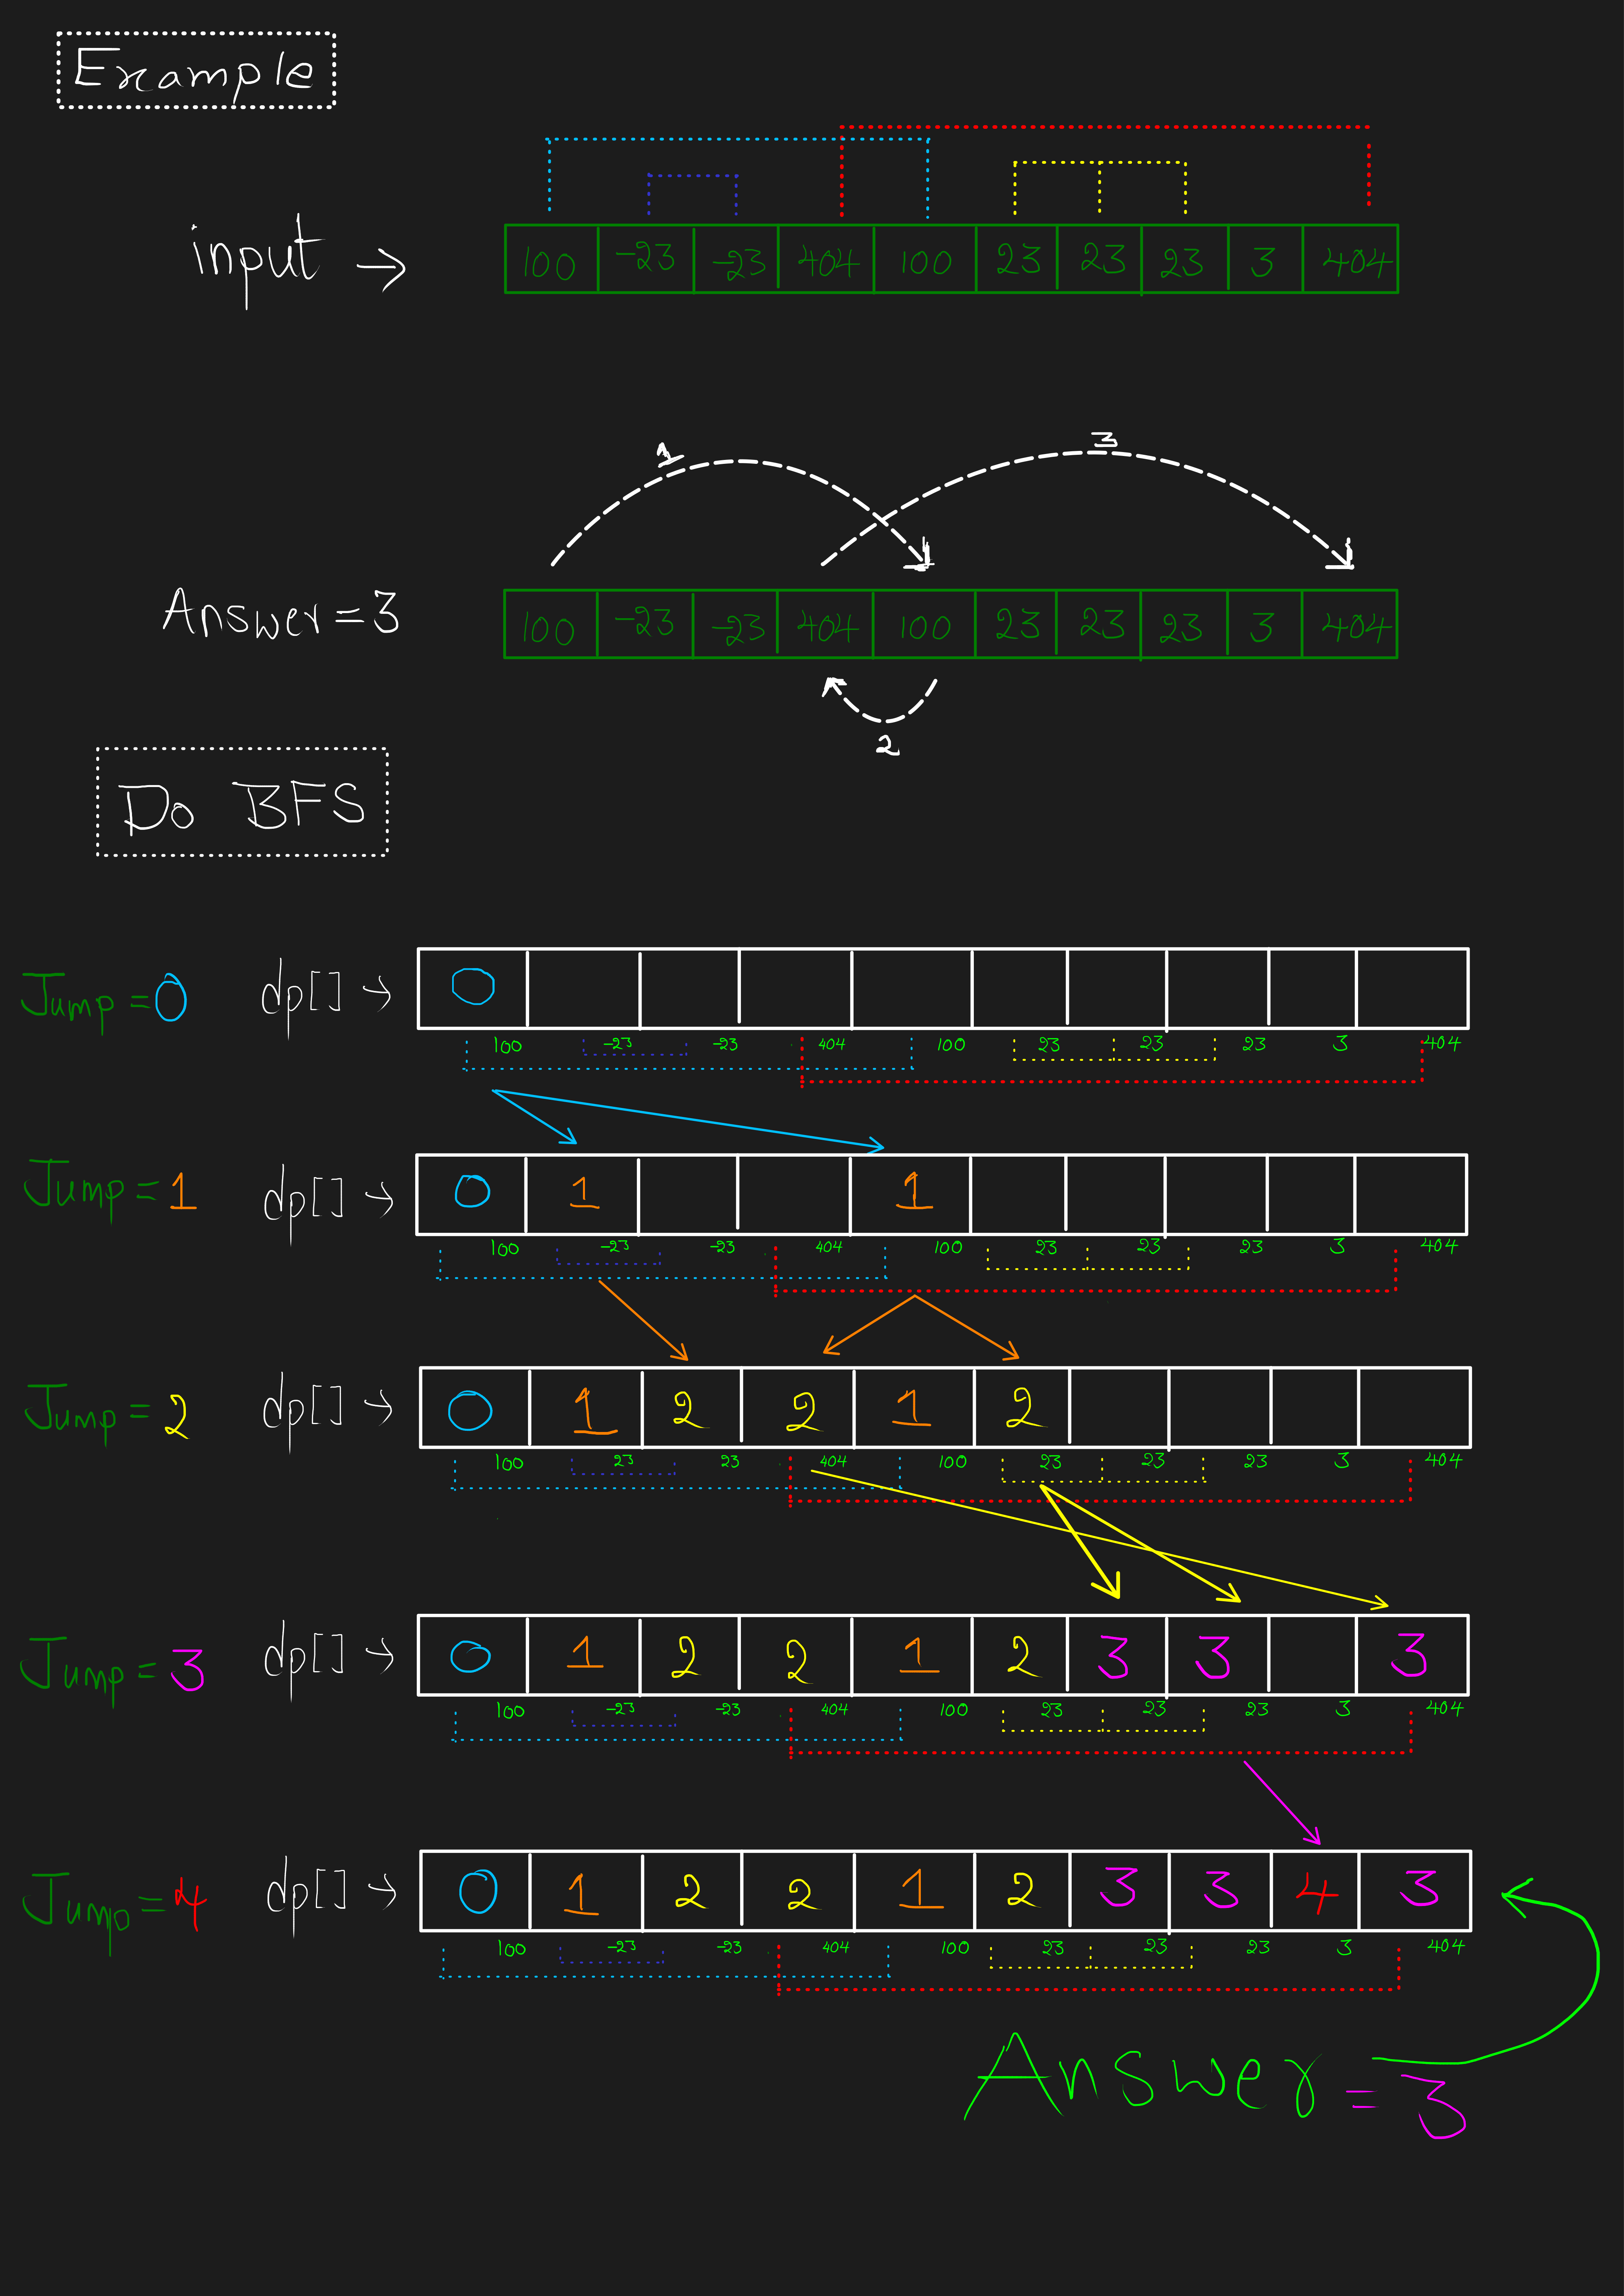 Example
input → 100 -23 -23 404 100 23 23 23 3 404
1 3
Answer = 3 100 -23 -23 404 100 23 23 23 3 404
2
Do BFS
Jump = 0 dp[] → 0
100 -23 -23 404 100 23 23 23 3 404
Jump = 1 dp[] → 0 1 1
100 -23 -23 404 100 23 23 23 3 404
Jump = 2 dp[] → 0 1 2 2 1 2
100 23 23 404 100 23 23 23 3 404
Jump = 3 dp[] → 0 1 2 2 1 2 3 3 3
100 -23 -23 404 100 23 23 23 3 404
Jump = 4 dp[] → 0 1 2 2 1 2 3 3 4 3
100 -23 -23 404 100 23 23 23 3 404
Answer = 3